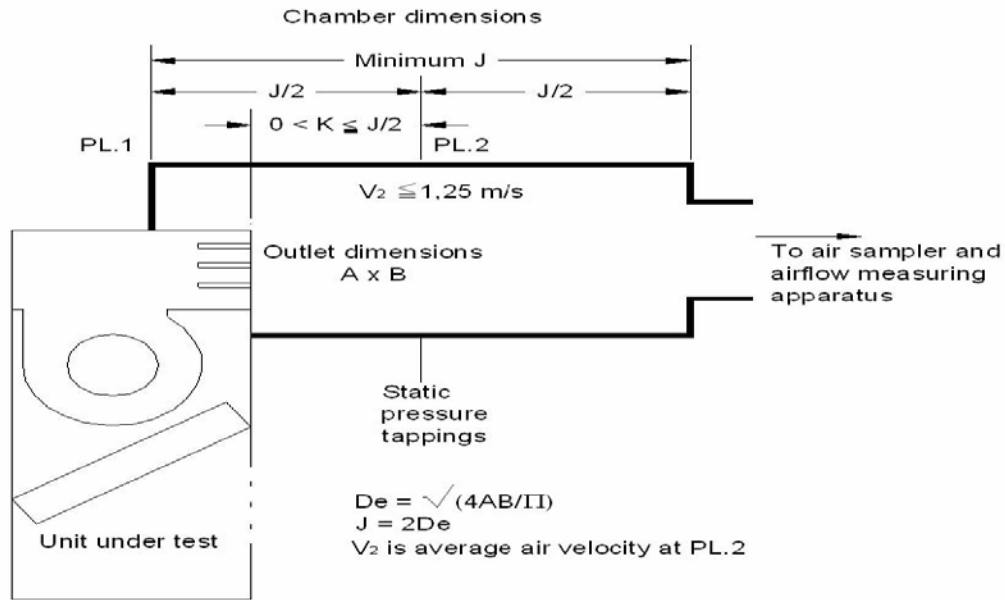 Chamber dimensions
Minimum J
J/2
J/2
0 < K ≦ J/2
PL.1
PL.2
V₂ ≦1,25 m/s
Outlet dimensions
A x B
To air sampler and
airflow measuring
apparatus
Static
pressure
tappings
De = √(4AB/Π)
J = 2De
V₂ is average air velocity at PL.2
Unit under test